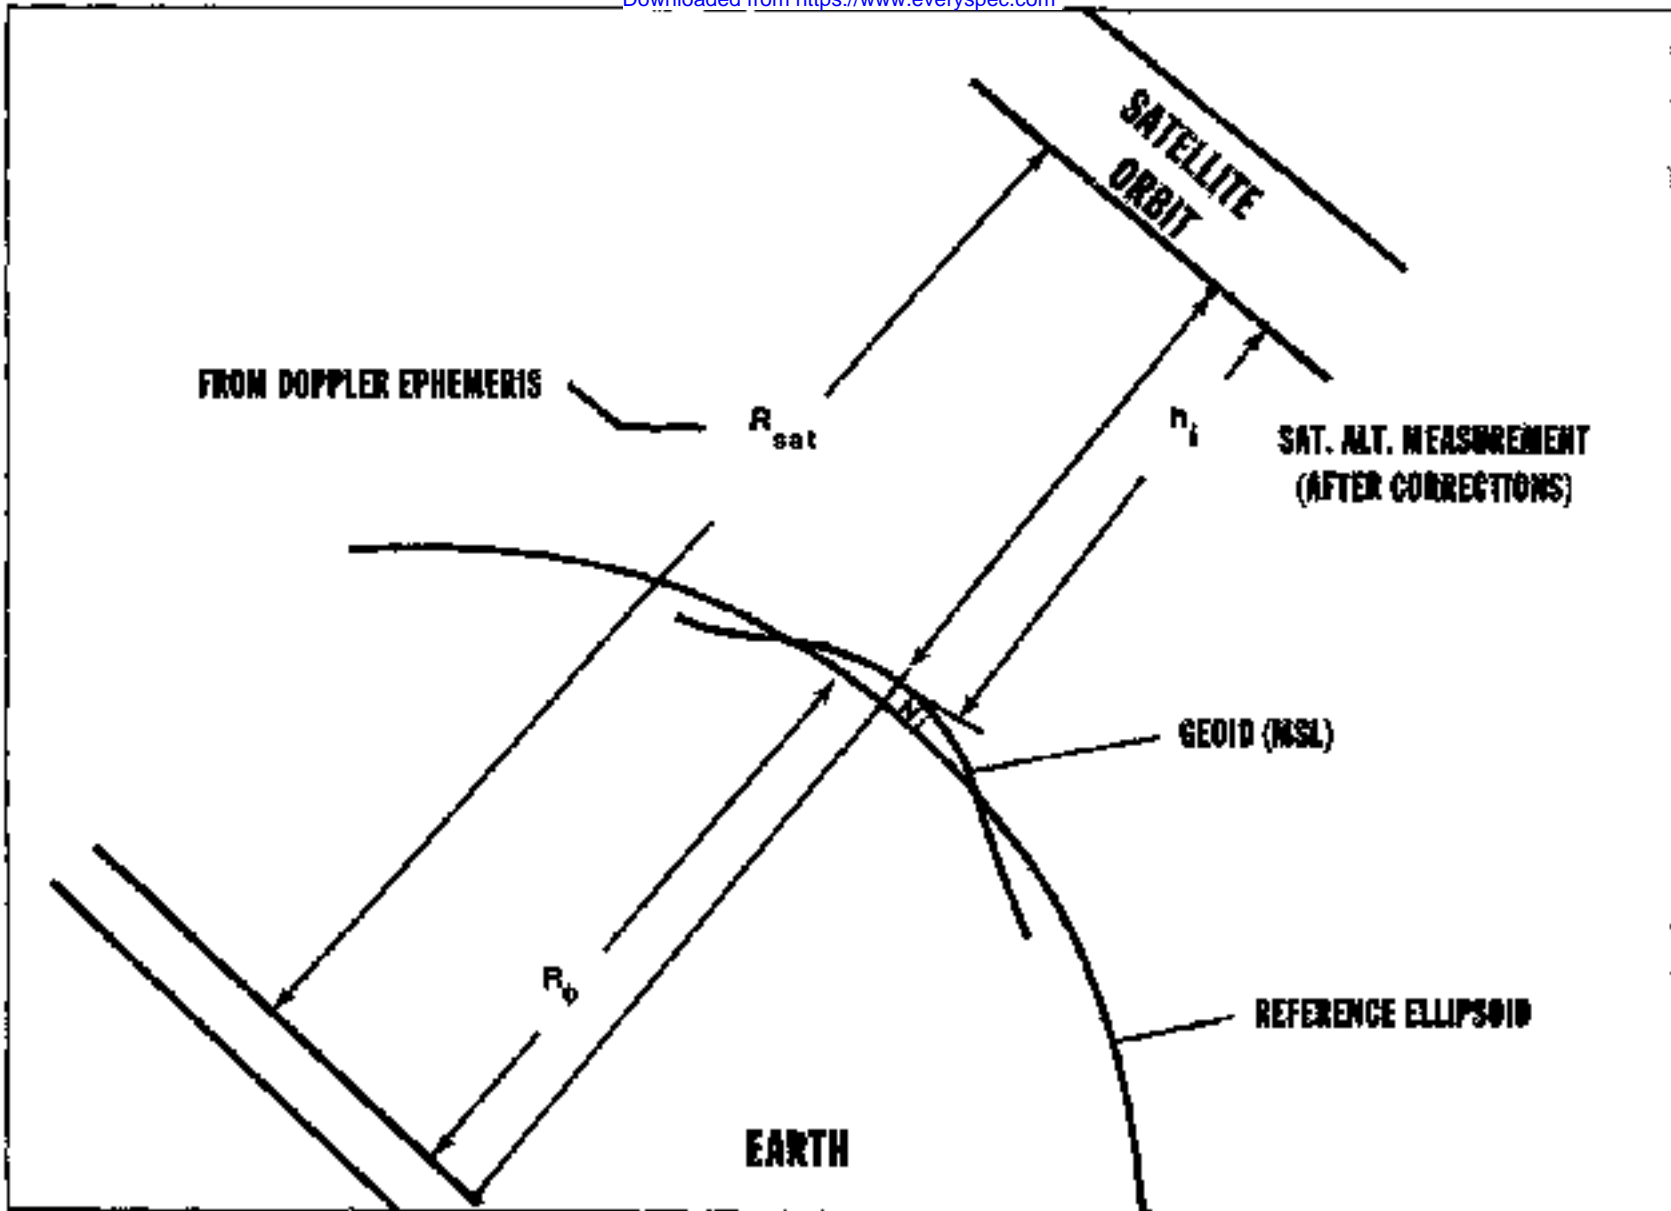 Downloaded from https://www.everyspec.com
SATELLITE
ORBIT
FROM DOPPLER EPHEMERIS
R sat
h i
SAT. ALT. MEASUREMENT
(AFTER CORRECTIONS)
N
GEOID (MSL)
R ϕ
REFERENCE ELLIPSOID
EARTH